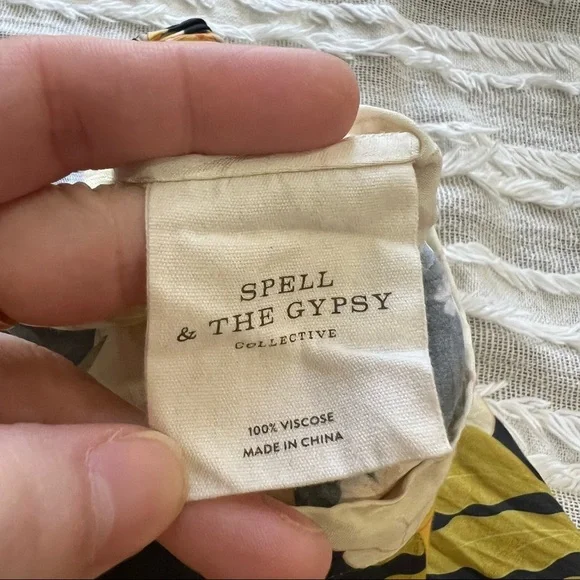 SPELL
& THE GYPSY
COLLECTIVE
100% VISCOSE
MADE IN CHINA